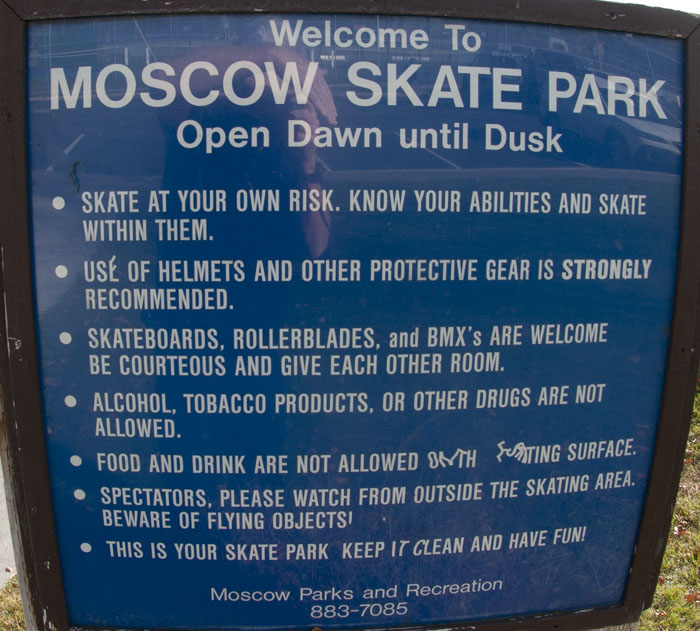 Welcome To
MOSCOW SKATE PARK
Open Dawn until Dusk
• SKATE AT YOUR OWN RISK. KNOW YOUR ABILITIES AND SKATE
WITHIN THEM.
• USE OF HELMETS AND OTHER PROTECTIVE GEAR IS STRONGLY
RECOMMENDED.
• SKATEBOARDS, ROLLERBLADES, and BMX's ARE WELCOME
BE COURTEOUS AND GIVE EACH OTHER ROOM.
• ALCOHOL, TOBACCO PRODUCTS, OR OTHER DRUGS ARE NOT
ALLOWED.
• FOOD AND DRINK ARE NOT ALLOWED SURFACE.
• SPECTATORS, PLEASE WATCH FROM OUTSIDE THE SKATING AREA.
BEWARE OF FLYING OBJECTS!
• THIS IS YOUR SKATE PARK KEEP IT CLEAN AND HAVE FUN!
Moscow Parks and Recreation
883-7085